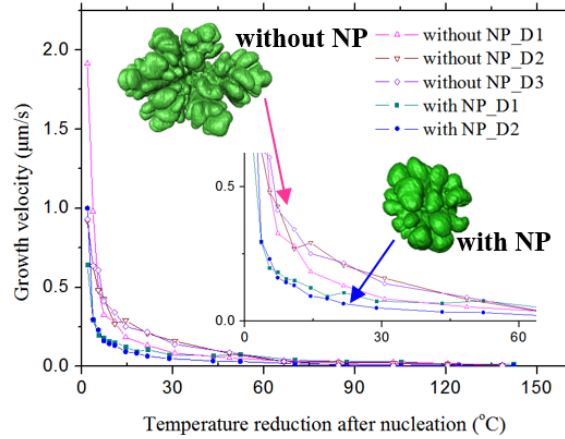 without NP
without NP_D1
without NP_D2
without NP_D3
with NP_D1
with NP_D2
with NP
Growth velocity (μm/s)
2.0
1.5
1.0
0.5
0.0
0.5
0.0
0
30
60
0
30
60
90
120
150
Temperature reduction after nucleation (°C)